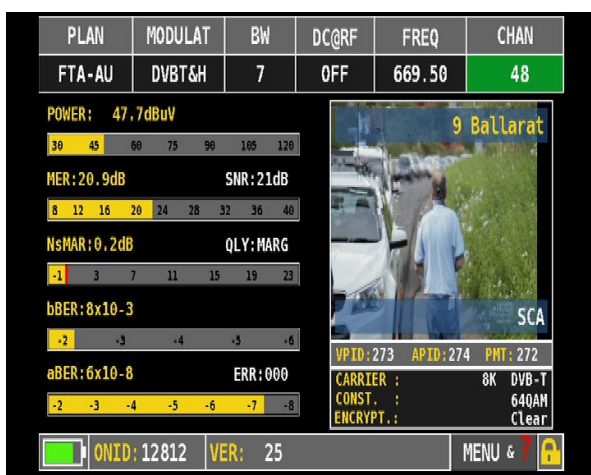 PLAN MODULAT BW DC@RF FREQ CHAN
FTA-AU DVBT&H 7 OFF 669.50 48
POWER: 47.7dBuV
30 45 60 75 90 105 120
MER:20.9dB SNR:21dB
8 12 16 20 24 28 32 36 40
NsMAR:0.2dB QLY:MARG
-1 3 7 11 15 19 23
bBER:8x10-3
-2 -3 -4 -5 -6
aBER:6x10-8 ERR:000
-2 -3 -4 -5 -6 -7 -8
9 Ballarat
SCA
VPID:273 APID:274 PMT:272
CARRIER : 8K DVB-T
CONST. : 64QAM
ENCRYPT.: Clear
ONID:12812 VER: 25 MENU & ?